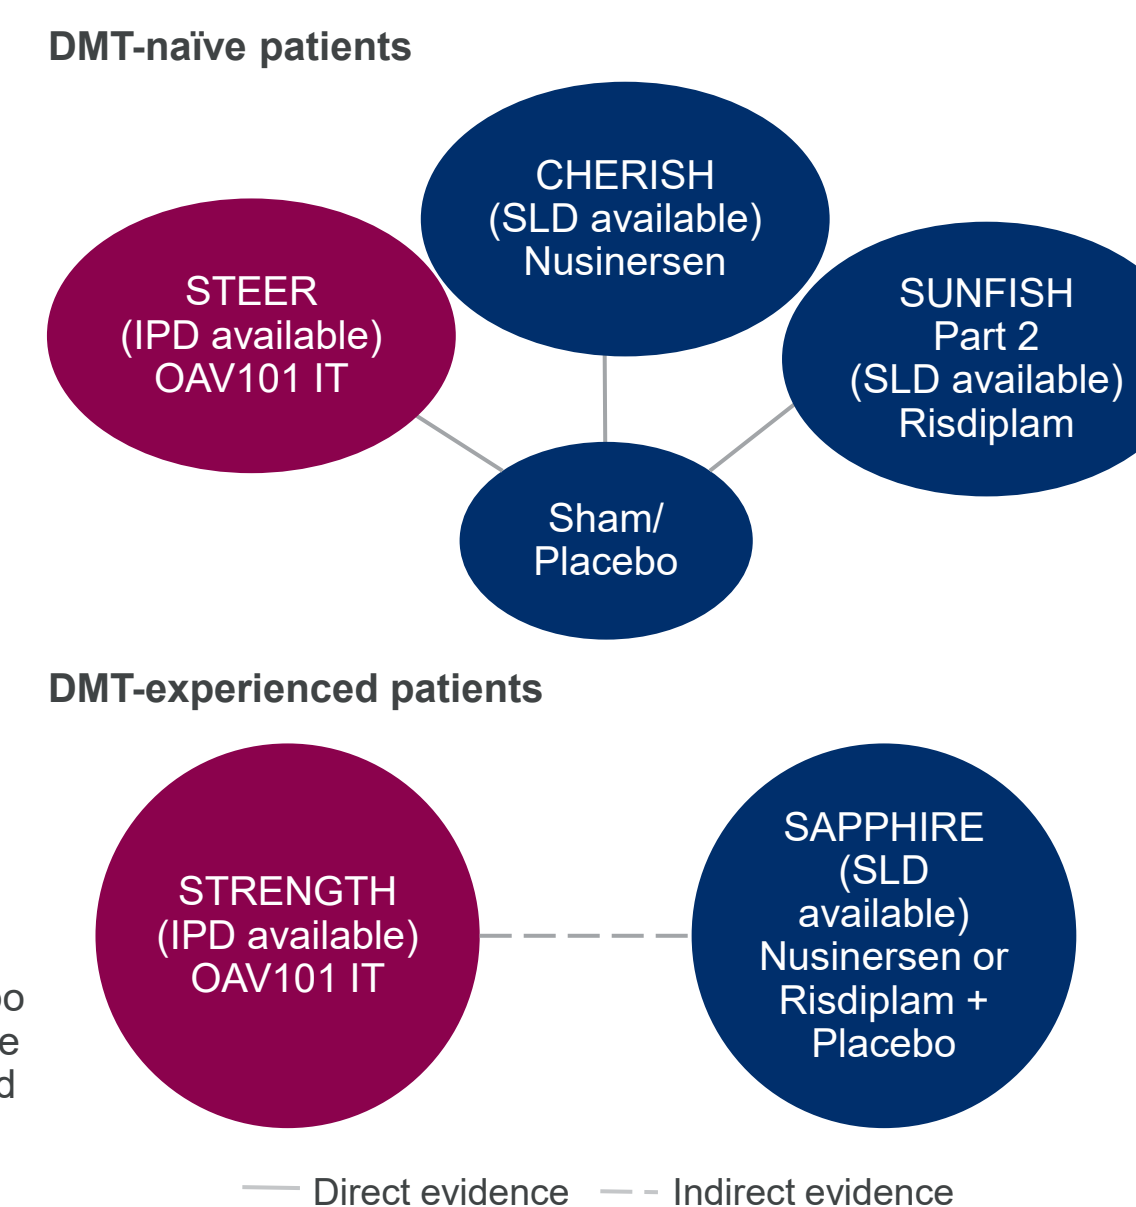 DMT-naïve patients
CHERISH
(SLD available)
Nusinersen
STEER
(IPD available)
OAV101 IT
SUNFISH
Part 2
(SLD available)
Risdiplam
Sham/
Placebo
DMT-experienced patients
STRENGTH
(IPD available)
OAV101 IT
SAPPHIRE
(SLD
available)
Nusinersen or
Risdiplam +
Placebo
Direct evidence
Indirect evidence